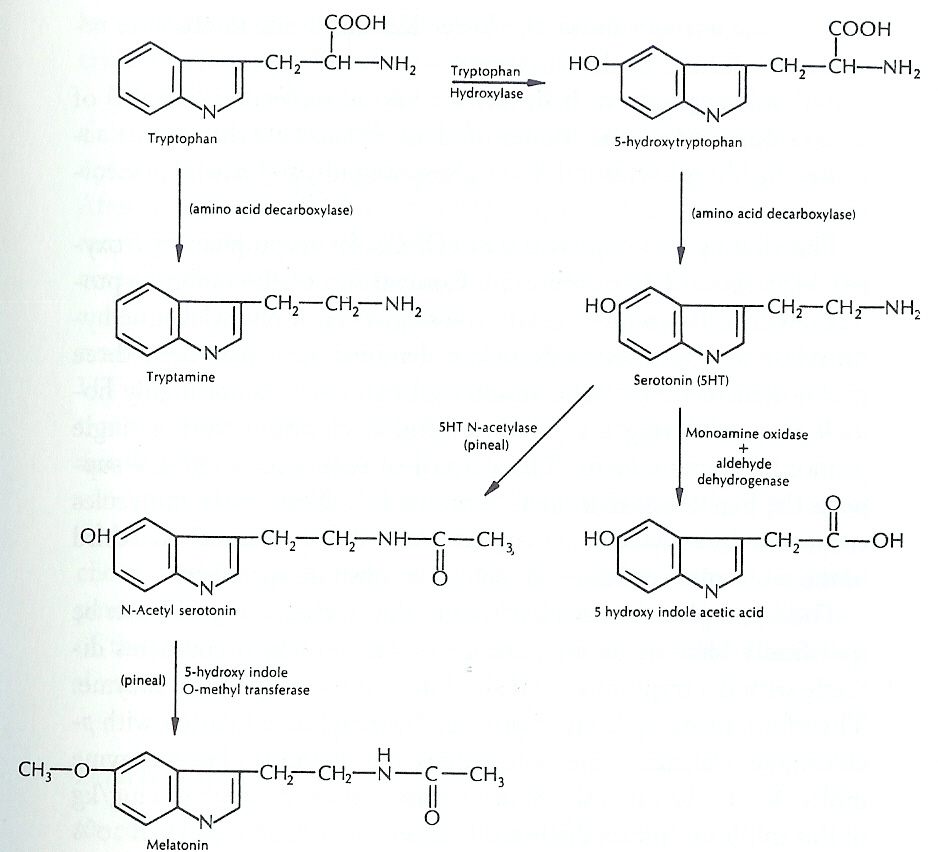 COOH
CH2—CH—NH2
N
Tryptophan
Tryptophan
Hydroxylase
COOH
HO
CH2—CH—NH2
N
5-hydroxytryptophan
(amino acid decarboxylase)
(amino acid decarboxylase)
CH2—CH2—NH2
N
Tryptamine
HO
CH2—CH2—NH2
N
Serotonin (5HT)
5HT N-acetylase
(pineal)
Monoamine oxidase
+
aldehyde
dehydrogenase
OH
CH2—CH2—NH—C—CH3
O
N
N-Acetyl serotonin
O
HO
CH2—C—OH
N
5 hydroxy indole acetic acid
(pineal)
5-hydroxy indole
O-methyl transferase
H
CH3—O
CH2—CH2—N—C—CH3
O
N
Melatonin